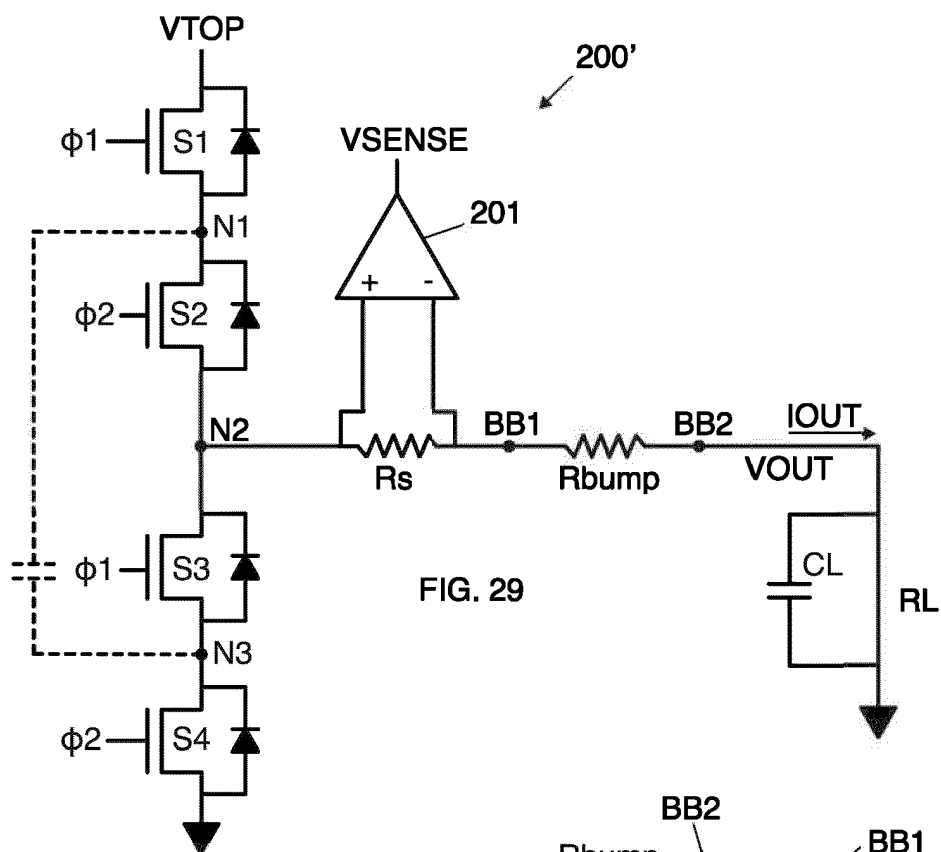 VTOP
200’
ϕ1
S1
VSENSE
201
N1
+ -
ϕ2
S2
N2
BB1
BB2
IOUT
Rs
Rbump
VOUT
ϕ1
S3
FIG. 29
CL
RL
N3
ϕ2
S4
BB2
Rbump
BB1